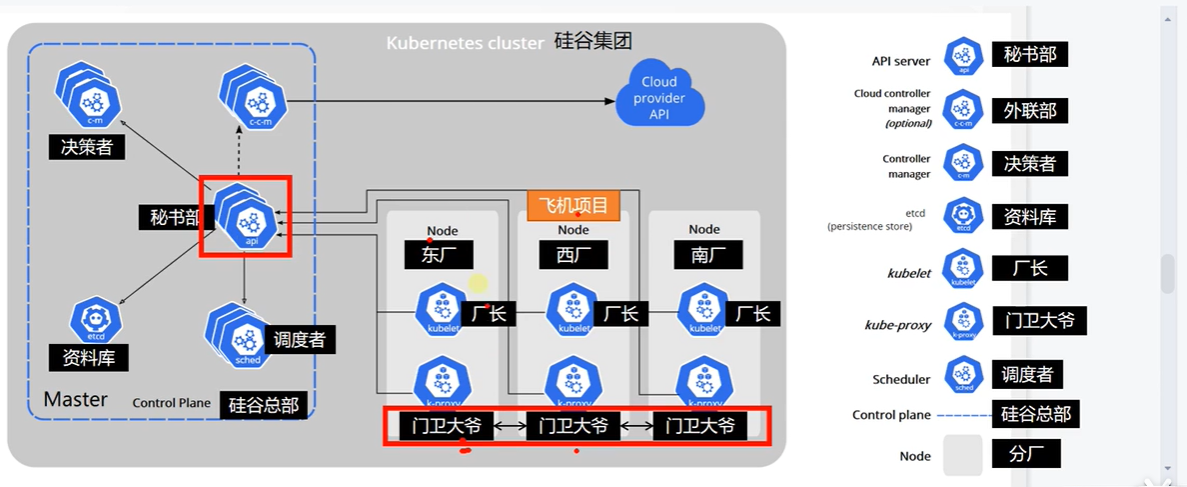 Kubernetes cluster 硅谷集团
c-m
决策者
c-c-m
Cloud
provider
API
秘书部
api
飞机项目
Node
东厂
Node
西厂
Node
南厂
kubelet
厂长
kubelet
厂长
kubelet
厂长
etcd
资料库
sched
调度者
k-proxy
k-proxy
k-proxy
Master
Control Plane
硅谷总部
门卫大爷
门卫大爷
门卫大爷
API server
api
秘书部
Cloud controller
manager
(optional)
c-c-m
外联部
Controller
manager
c-m
决策者
etcd
(persistence store)
etcd
资料库
kubelet
kubelet
厂长
kube-proxy
k-proxy
门卫大爷
Scheduler
sched
调度者
Control plane
硅谷总部
Node
分厂